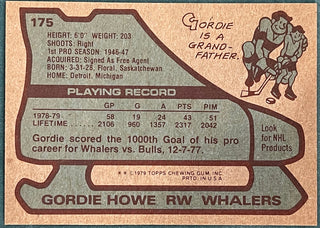 175
HEIGHT: 6'0" WEIGHT: 203
SHOOTS: Right
1st PRO SEASON: 1946-47
ACQUIRED: Signed As Free Agent
BORN: 3-31-28, Floral, Saskatchewan
HOME: Detroit, Michigan
GORDIE
IS A
GRAND-
FATHER.
PLAYING RECORD
GP G A PTS PIM
1978-79 58 19 24 43 51
LIFETIME 2106 960 1357 2317 2042
Gordie scored the 1000th Goal of his pro
career for Whalers vs. Bulls, 12-7-77.
Look
for NHL
Products
* * © 1979 TOPPS CHEWING GUM, INC.
PRTD. IN U.S.A.
GORDIE HOWE RW WHALERS